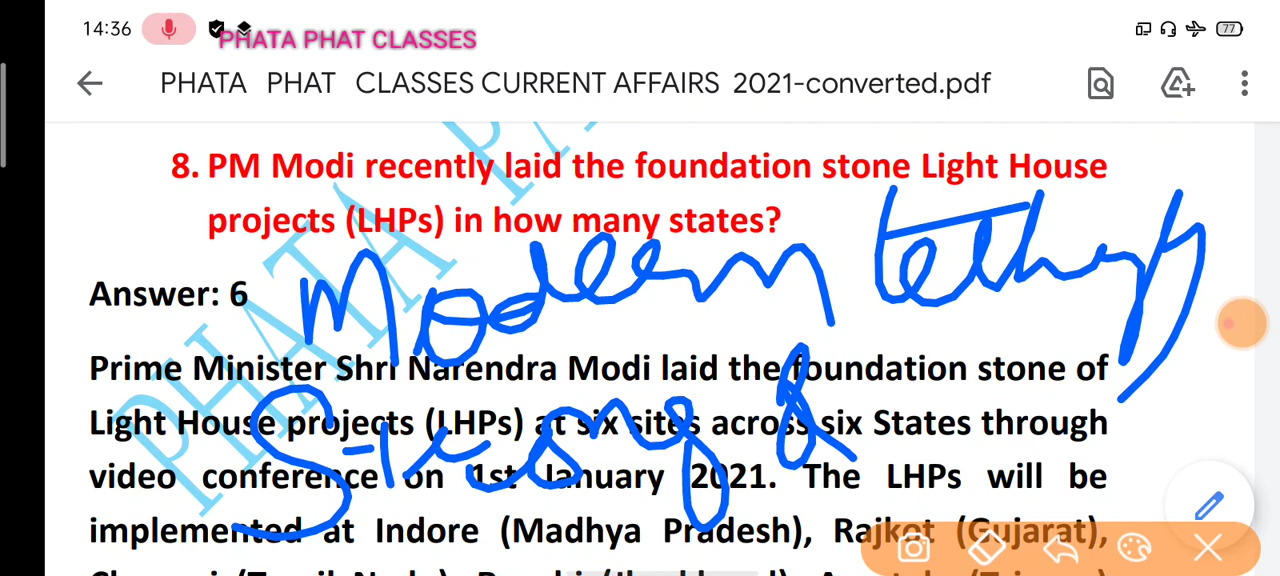 14:36 PHATA PHAT CLASSES 77
PHATA PHAT CLASSES CURRENT AFFAIRS 2021-converted.pdf
8. PM Modi recently laid the foundation stone Light House
projects (LHPs) in how many states?
Modern
Answer: 6
Prime Minister Shri Narendra Modi laid the foundation stone of
&
Light House projects (LHPs) at six sites across six States through
video conference on 1st January 2021. The LHPs will be
implemented at Indore (Madhya Pradesh), Rajkot (Gujarat),